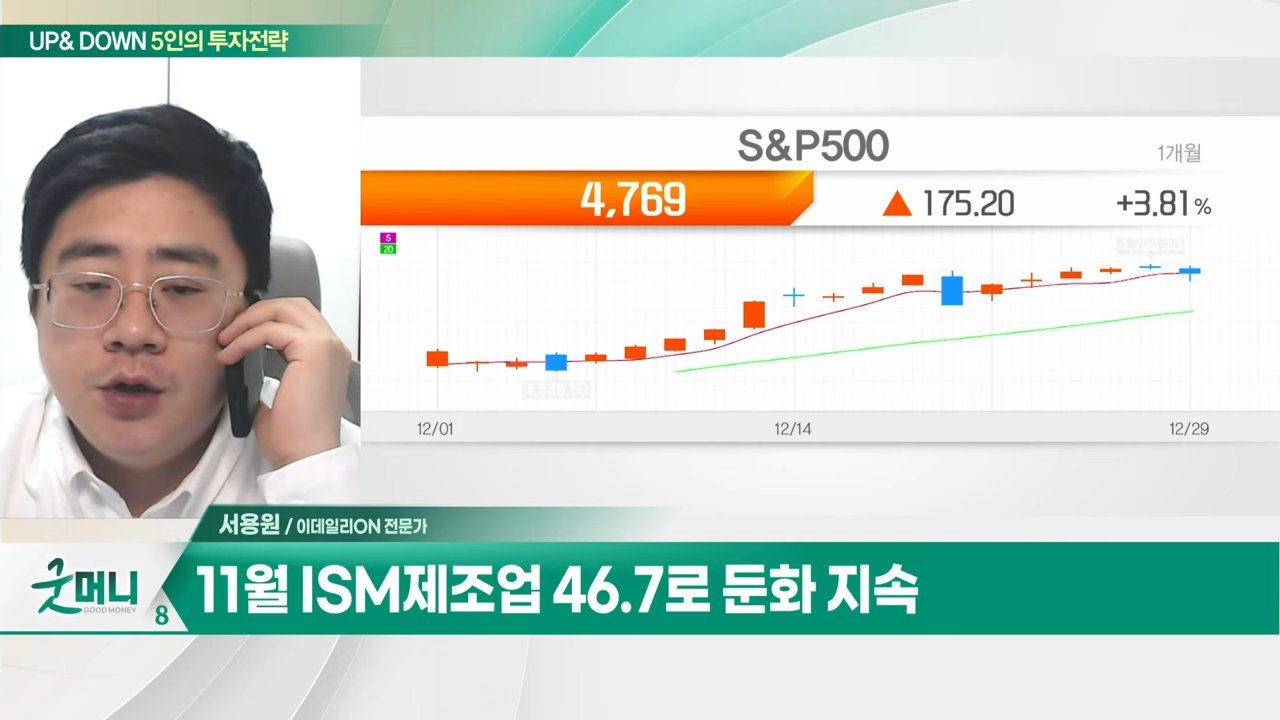 UP& DOWN 5인의 투자전략
S&P500
1개월
4,769
▲ 175.20
+3.81%
5
20
4,793.30
12/01
12/14
12/29
서용원 / 이데일리ON 전문가
굿머니
GOOD MONEY
8
11월 ISM제조업 46.7로 둔화 지속